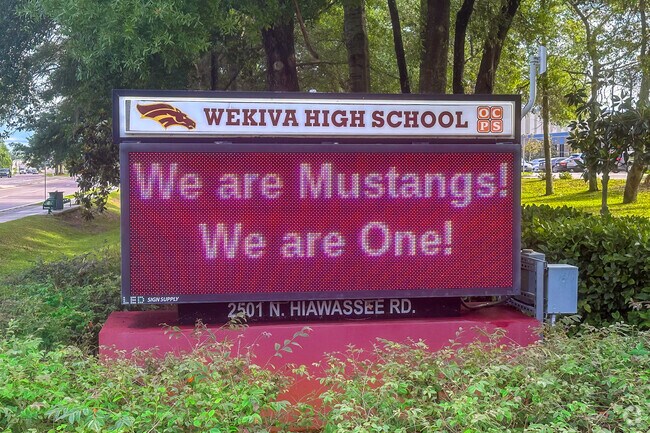 WEKIVA HIGH SCHOOL
OC
PS
We are Mustangs!
We are One!
LED SIGN SUPPLY
2501 N. HIAWASSEE RD.